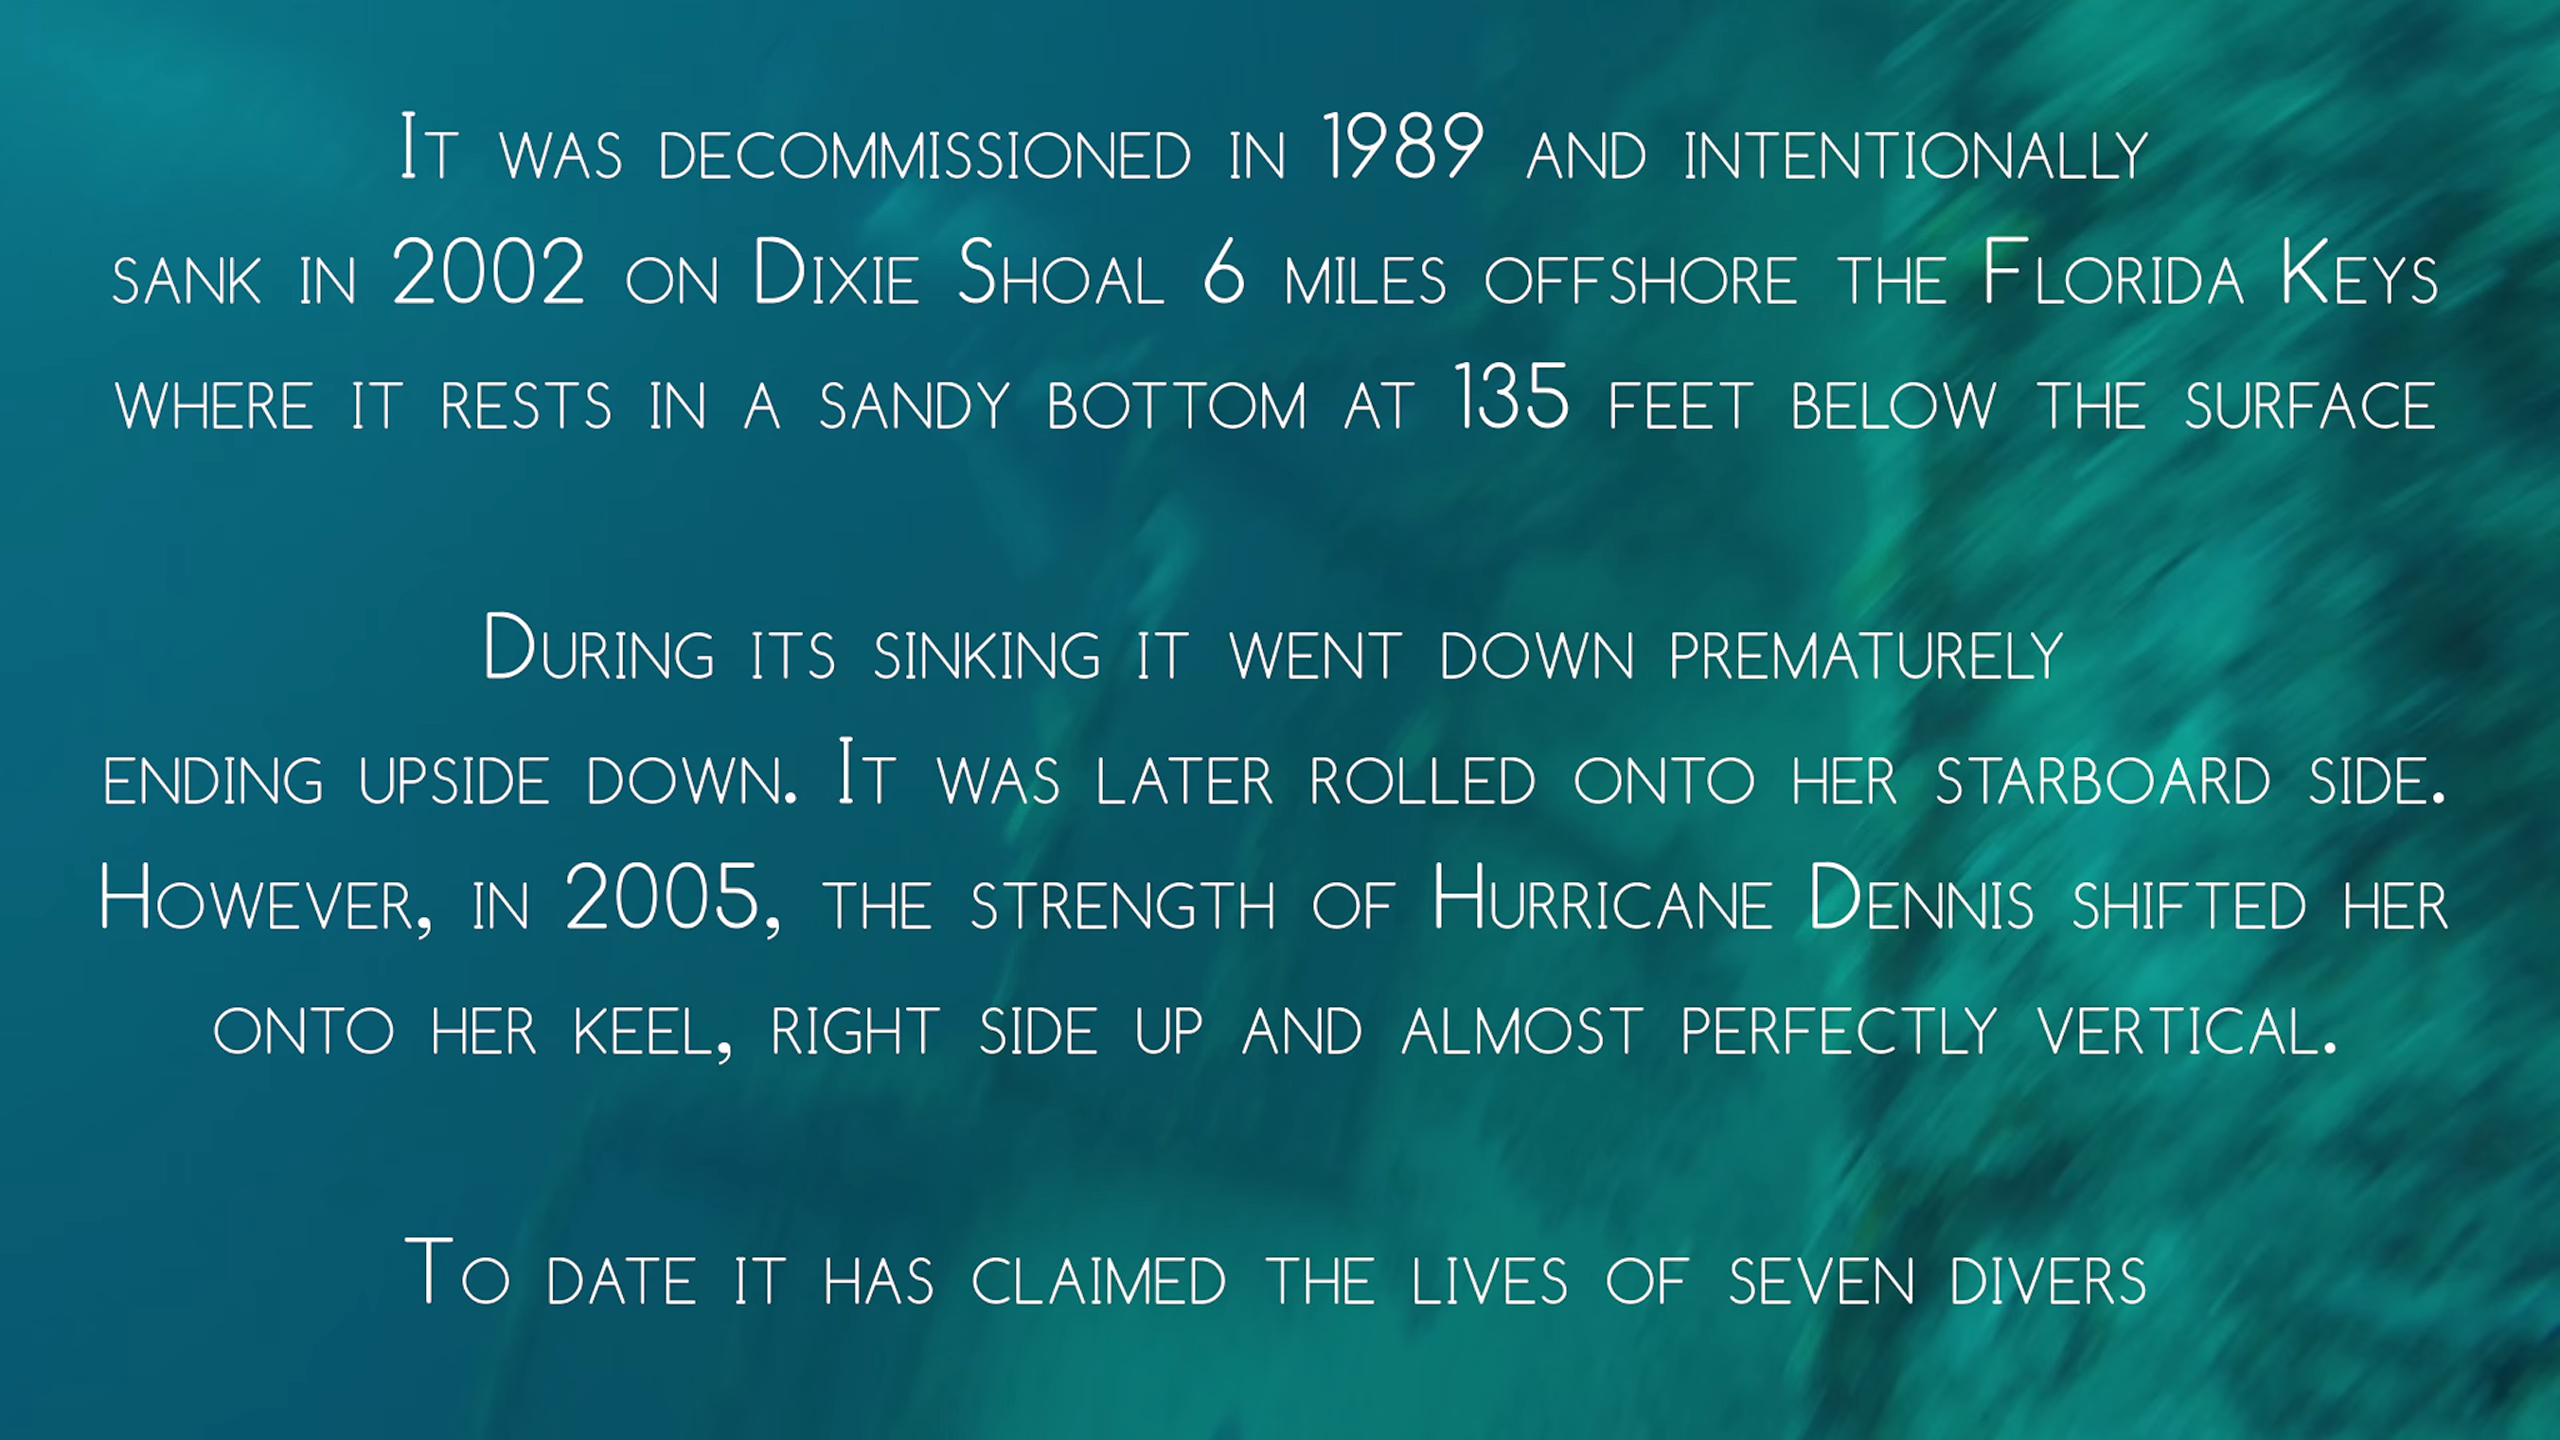 It was decommissioned in 1989 and intentionally
sank in 2002 on Dixie Shoal 6 miles offshore the Florida Keys
where it rests in a sandy bottom at 135 feet below the surface
During its sinking it went down prematurely
ending upside down. It was later rolled onto her starboard side.
However, in 2005, the strength of Hurricane Dennis shifted her
onto her keel, right side up and almost perfectly vertical.
To date it has claimed the lives of seven divers